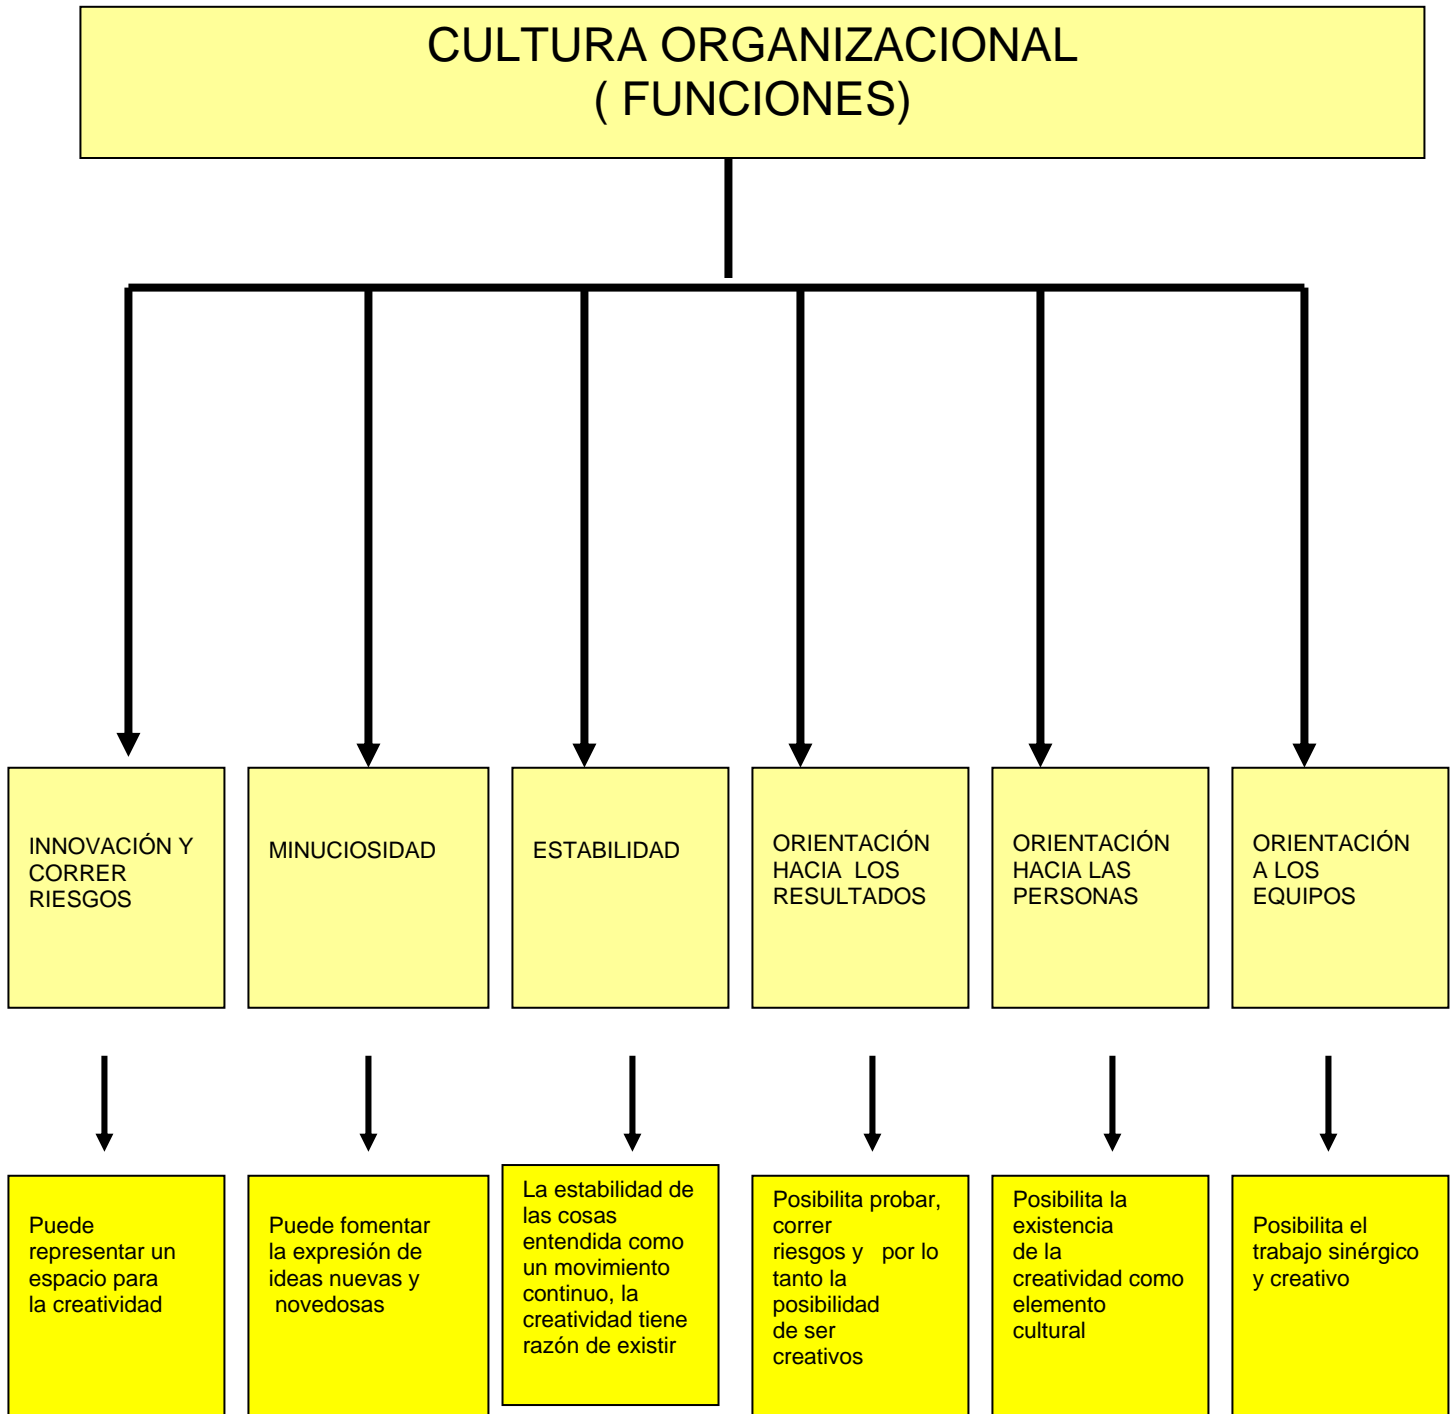 CULTURA ORGANIZACIONAL
( FUNCIONES)
INNOVACIÓN Y
CORRER
RIESGOS
MINUCIOSIDAD
ESTABILIDAD
ORIENTACIÓN
HACIA  LOS
RESULTADOS
ORIENTACIÓN
HACIA LAS
PERSONAS
ORIENTACIÓN
A LOS
EQUIPOS
Puede
representar un
espacio para
la creatividad
Puede fomentar
la expresión de
ideas nuevas y
novedosas
La estabilidad de
las cosas
entendida como
un movimiento
continuo, la
creatividad tiene
razón de existir
Posibilita probar,
correr
riesgos y   por lo
tanto la
posibilidad
de ser
creativos
Posibilita la
existencia
de la
creatividad como
elemento
cultural
Posibilita el
trabajo sinérgico
y creativo